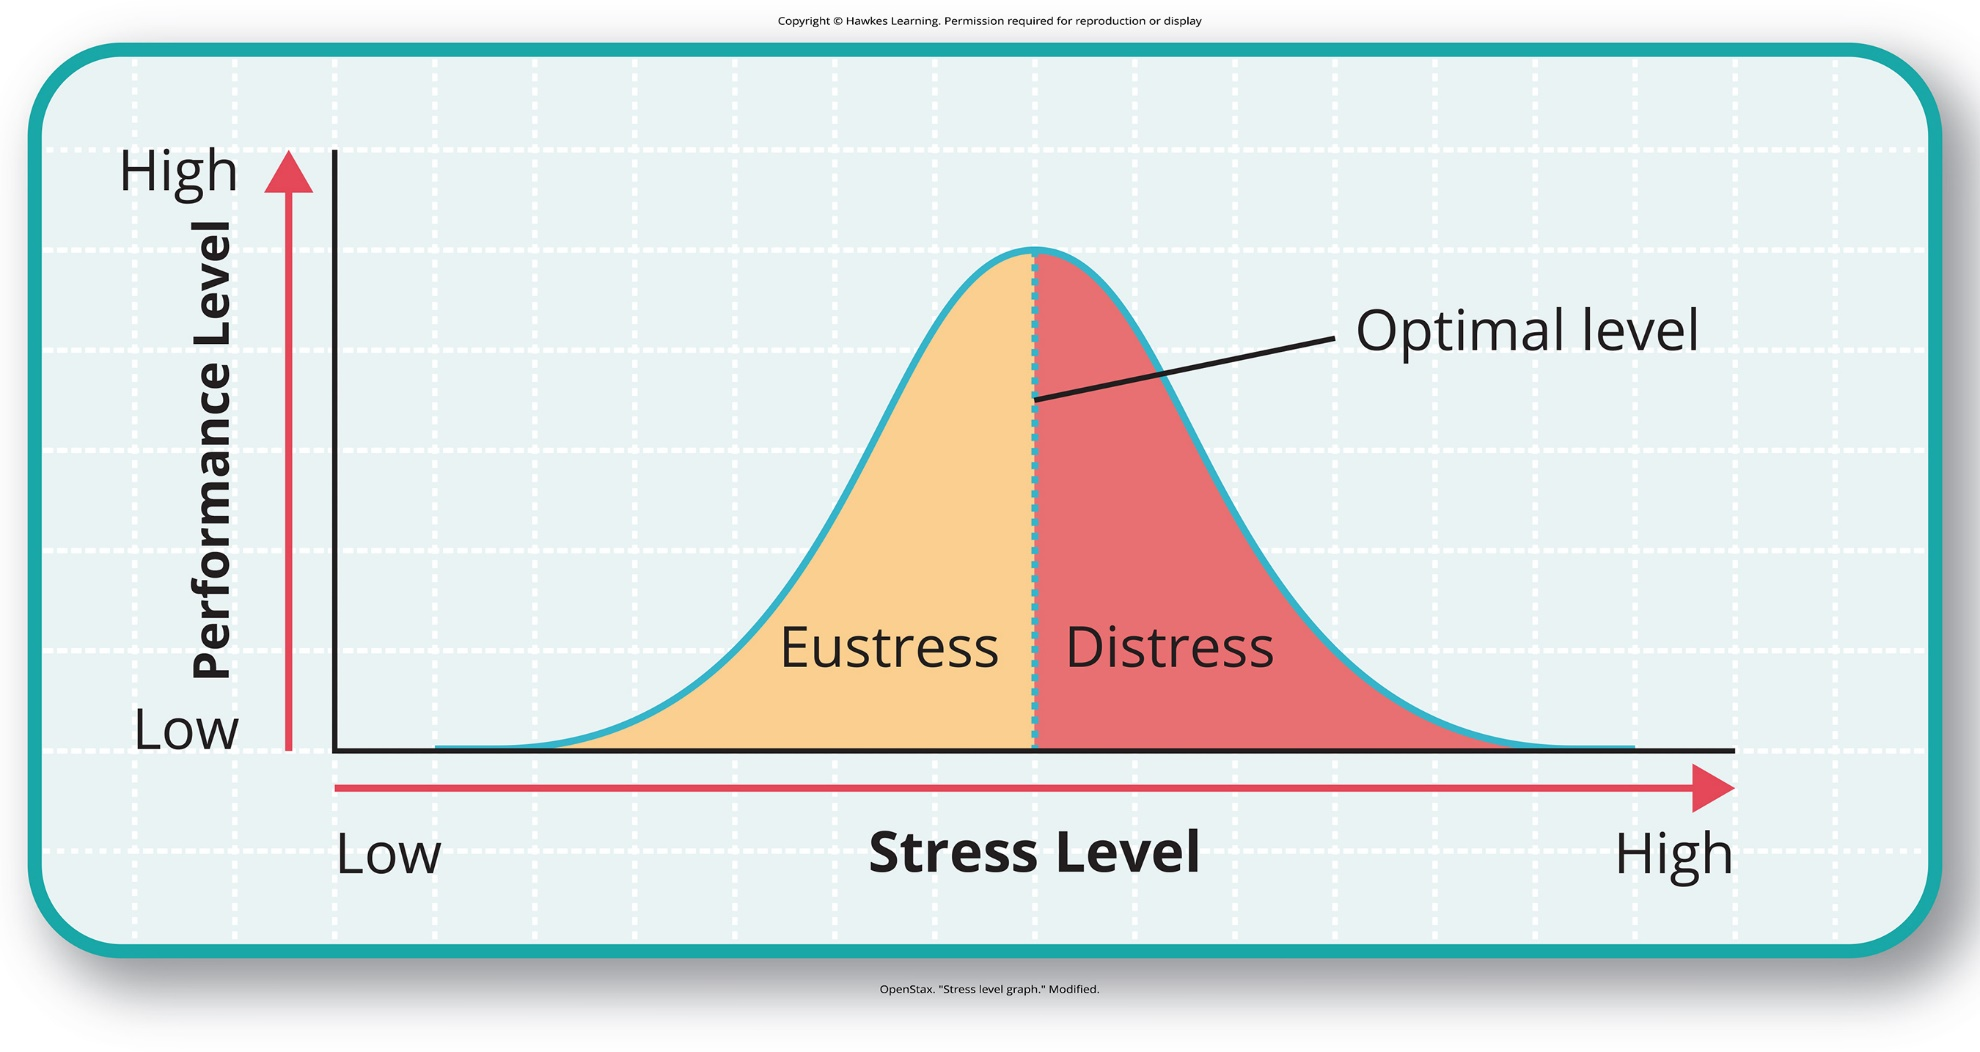 Copyright © Hawkes Learning. Permission required for reproduction or display
High
Performance Level
Low
Optimal level
Eustress
Distress
Low
Stress Level
High
OpenStax. "Stress level graph." Modified.